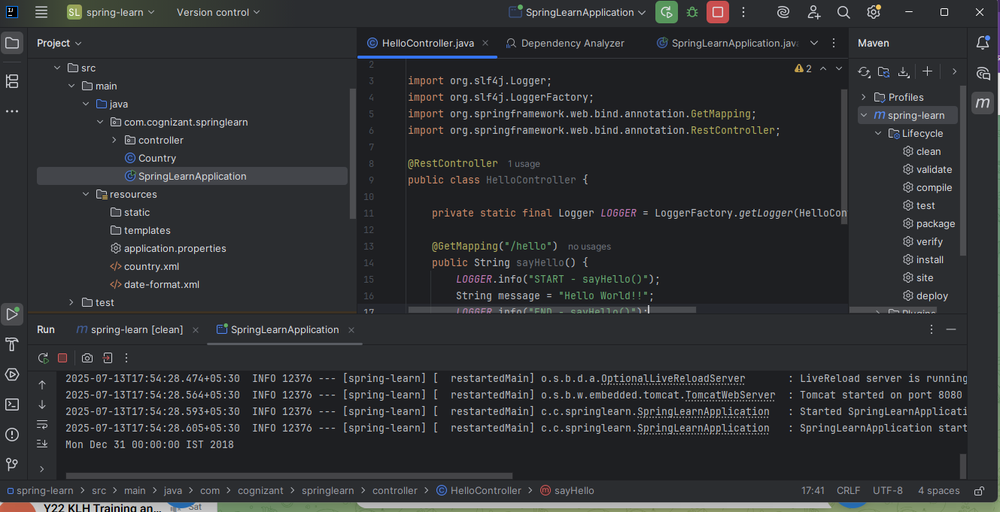 SL spring-learn Version control SpringLearnApplication
Project
src
main
java
com.cognizant.springlearn
controller
Country
SpringLearnApplication
resources
static
templates
application.properties
country.xml
date-format.xml
test
HelloController.java Dependency Analyzer SpringLearnApplication.java
2
2
3 import org.slf4j.Logger;
4 import org.slf4j.LoggerFactory;
5 import org.springframework.web.bind.annotation.GetMapping;
6 import org.springframework.web.bind.annotation.RestController;
7
8 @RestController 1 usage
9 public class HelloController {
10
11 private static final Logger LOGGER = LoggerFactory.getLogger(HelloCon
12
13 @GetMapping("/hello") no usages
14 public String sayHello() {
15 LOGGER.info("START - sayHello()");
16 String message = "Hello World!!";
17 LOGGER.info("END - sayHello()");
Maven
Profiles
m spring-learn
Lifecycle
clean
validate
compile
test
package
verify
install
site
deploy
Plugins
Run m spring-learn [clean] SpringLearnApplication
2025-07-13T17:54:28.474+05:30 INFO 12376 --- [spring-learn] [ restartedMain] o.s.b.d.a.OptionalLiveReloadServer : LiveReload server is running
2025-07-13T17:54:28.564+05:30 INFO 12376 --- [spring-learn] [ restartedMain] o.s.b.w.embedded.tomcat.TomcatWebServer : Tomcat started on port 8080
2025-07-13T17:54:28.593+05:30 INFO 12376 --- [spring-learn] [ restartedMain] c.c.springlearn.SpringLearnApplication : Started SpringLearnApplicati
2025-07-13T17:54:28.605+05:30 INFO 12376 --- [spring-learn] [ restartedMain] c.c.springlearn.SpringLearnApplication : SpringLearnApplication start
Mon Dec 31 00:00:00 IST 2018
spring-learn > src > main > java > com > cognizant > springlearn > controller > HelloController > sayHello 17:41 CRLF UTF-8 4 spaces
Y22 KLH Training an... Sat